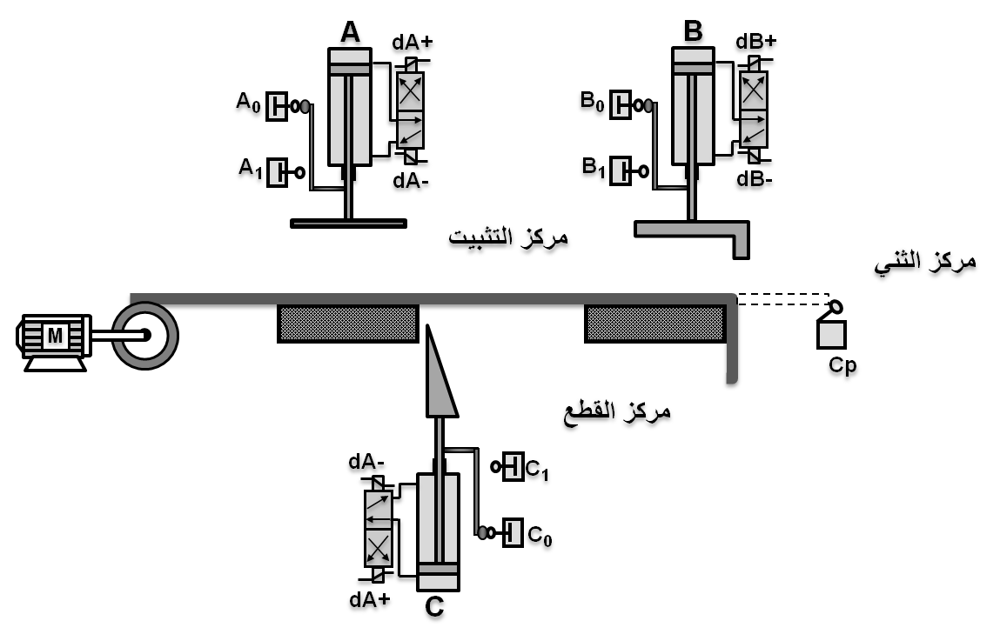 A
B
dA+
dB+
A0
B0
A1
B1
dA-
dB-
مركز التثبيت
مركز الثني
M
Cp
مركز القطع
dA-
C1
C0
dA+
C